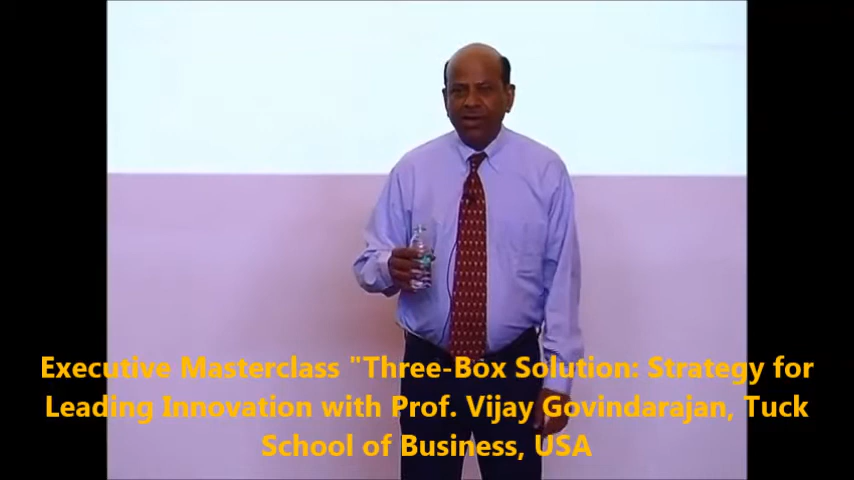 Executive Masterclass "Three-Box Solution: Strategy for
Leading Innovation with Prof. Vijay Govindarajan, Tuck
School of Business, USA